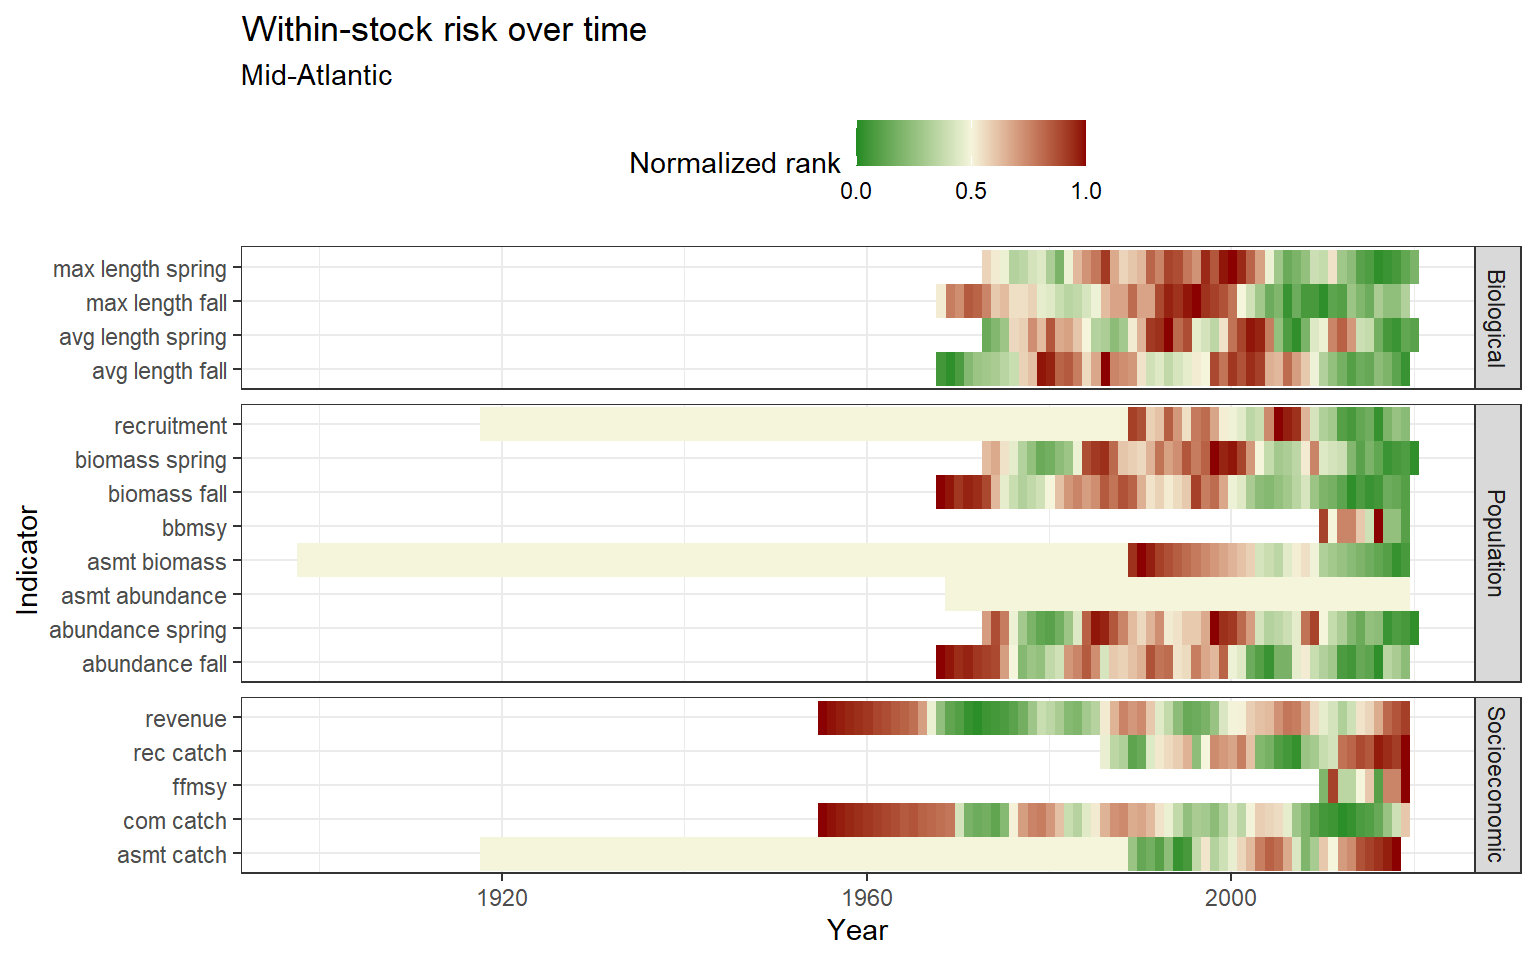 Within-stock risk over time
Mid-Atlantic
Normalized rank
0.0 0.5 1.0
max length spring
max length fall
avg length spring
avg length fall
Biological
recruitment
biomass spring
biomass fall
bbmsy
asmt biomass
asmt abundance
abundance spring
abundance fall
Population
revenue
rec catch
ffmsy
com catch
asmt catch
Socioeconomic
Indicator
1920 1960 2000
Year